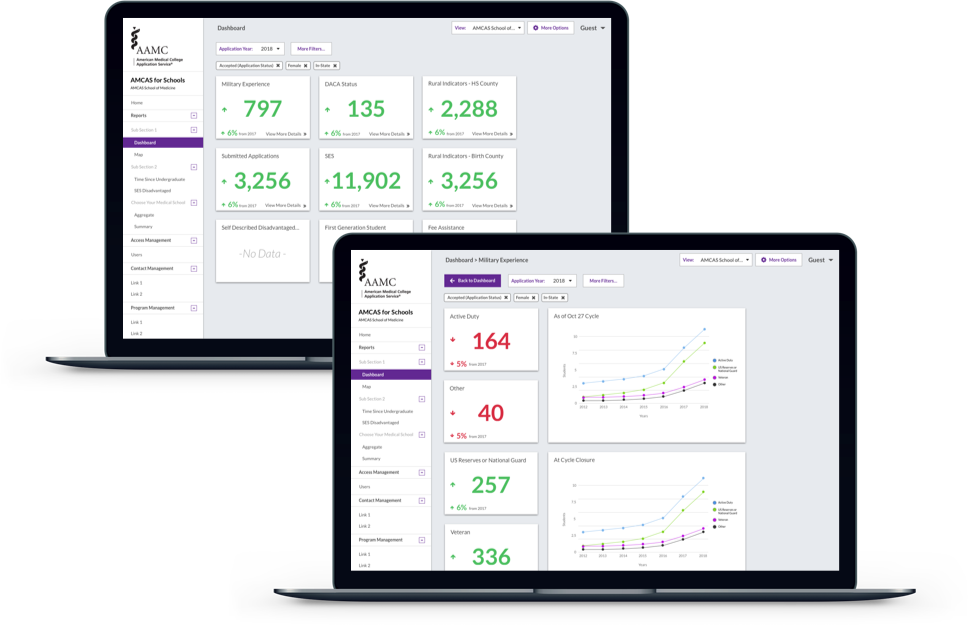 AAMC
American Medical College
Application Service®
AMCAS for Schools
AMCAS School of Medicine
Home
Reports
Sub Section 1
Dashboard
Map
Sub Section 2
Time Since Undergraduate
SES Disadvantaged
Choose Your Medical School
Aggregate
Summary
Access Management
Users
Contact Management
Link 1
Link 2
Program Management
Link 1
Link 2
Dashboard
View: AMCAS School of...
More Options
Guest
Application Year: 2018
More Filters...
Accepted (Application Status) ✖ Female ✖ In State ✖
Military Experience
797
6% from 2017 View More Details »
DACA Status
135
6% from 2017 View More Details »
Rural Indicators - HS County
2,288
6% from 2017 View More Details »
Submitted Applications
3,256
6% from 2017 View More Details »
SES
11,902
6% from 2017 View More Details »
Rural Indicators - Birth County
3,256
6% from 2017 View More Details »
Self Described Disadvantaged...
-No Data -
First Generation Student
Fee Assistance
AAMC
American Medical College
Application Service®
AMCAS for Schools
AMCAS School of Medicine
Home
Reports
Sub Section 1
Dashboard
Map
Sub Section 2
Time Since Undergraduate
SES Disadvantaged
Choose Your Medical School
Aggregate
Summary
Access Management
Users
Contact Management
Link 1
Link 2
Program Management
Link 1
Link 2
Dashboard > Military Experience
View: AMCAS School of...
More Options
Guest
Back to Dashboard
Application Year: 2018
More Filters...
Accepted (Application Status) ✖ Female ✖ In State ✖
Active Duty
164
5% from 2017
Other
40
5% from 2017
US Reserves or National Guard
257
6% from 2017
Veteran
336
As of Oct 27 Cycle
10
7.5
5
2.5
0
Residents
2012 2013 2014 2015 2016 2017 2018
Years
Active Duty
US Reserves or
National Guard
Veteran
Other
At Cycle Closure
10
7.5
5
2.5
0
Residents
2012 2013 2014 2015 2016 2017 2018
Years
Active Duty
US Reserves or
National Guard
Veteran
Other